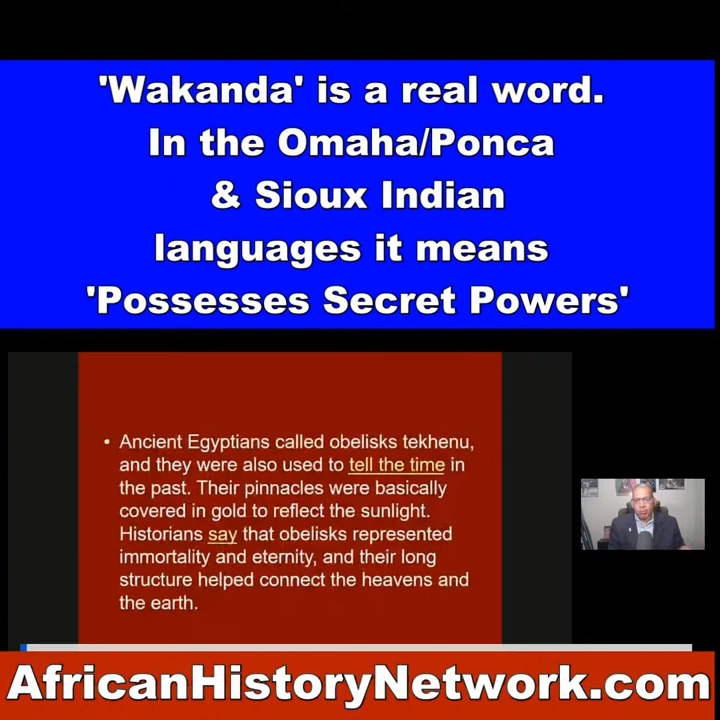 'Wakanda' is a real word.
In the Omaha/Ponca
& Sioux Indian
languages it means
'Possesses Secret Powers'
• Ancient Egyptians called obelisks tekhenu,
and they were also used to tell the time in
the past. Their pinnacles were basically
covered in gold to reflect the sunlight.
Historians say that obelisks represented
immortality and eternity, and their long
structure helped connect the heavens and
the earth.
AfricanHistoryNetwork.com